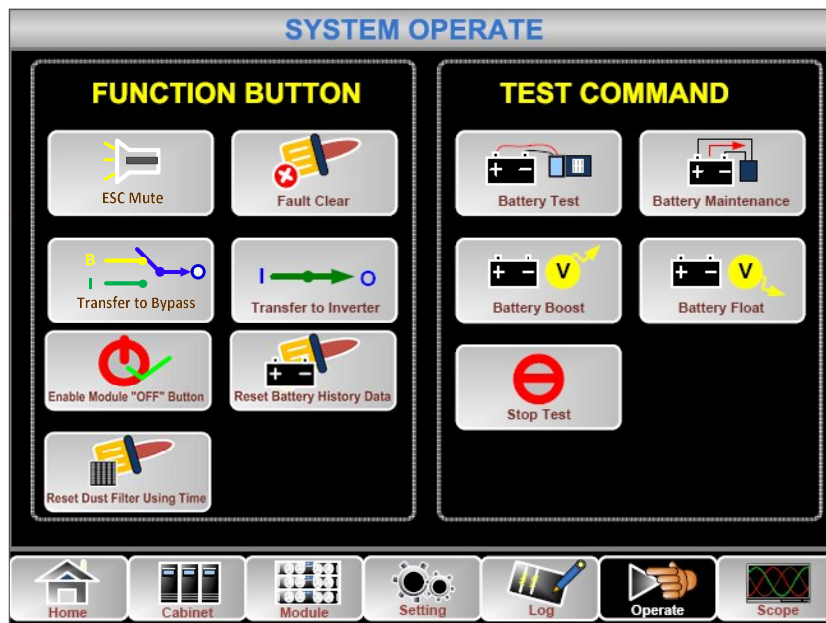 SYSTEM OPERATE
FUNCTION BUTTON
ESC Mute
Fault Clear
B
I
Transfer to Bypass
I O
Transfer to Inverter
Enable Module "OFF" Button
Reset Battery History Data
Reset Dust Filter Using Time
TEST COMMAND
Battery Test
Battery Maintenance
V
Battery Boost
V
Battery Float
Stop Test
Home
Cabinet
Module
Setting
Log
Operate
Scope